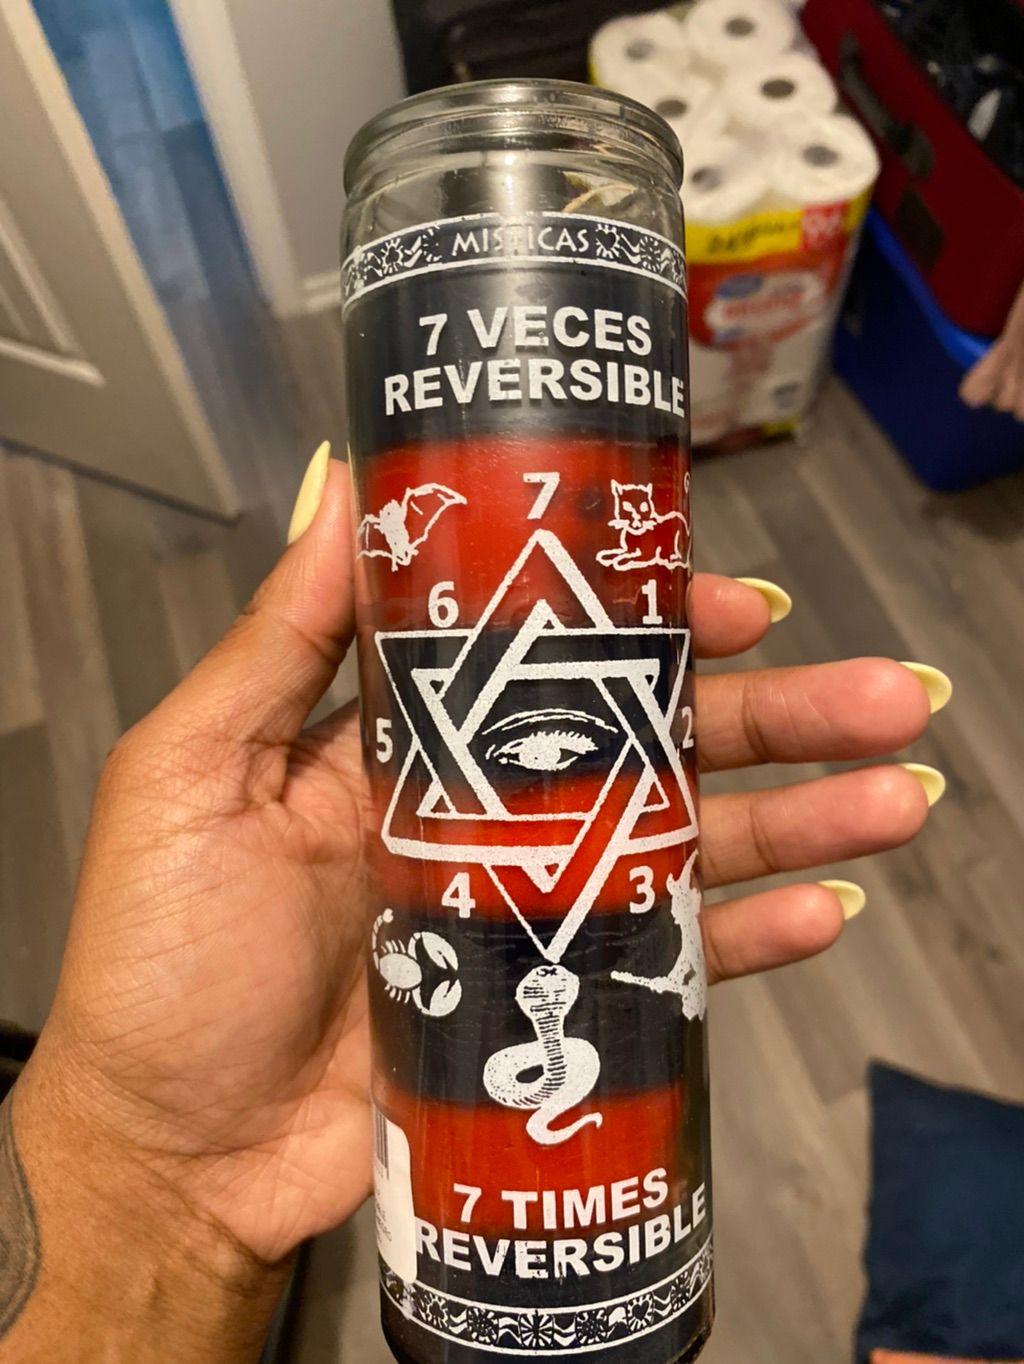 MISTICAS
7 VECES
REVERSIBLE
7
6 1
5 2
4 3
7 TIMES
REVERSIBLE